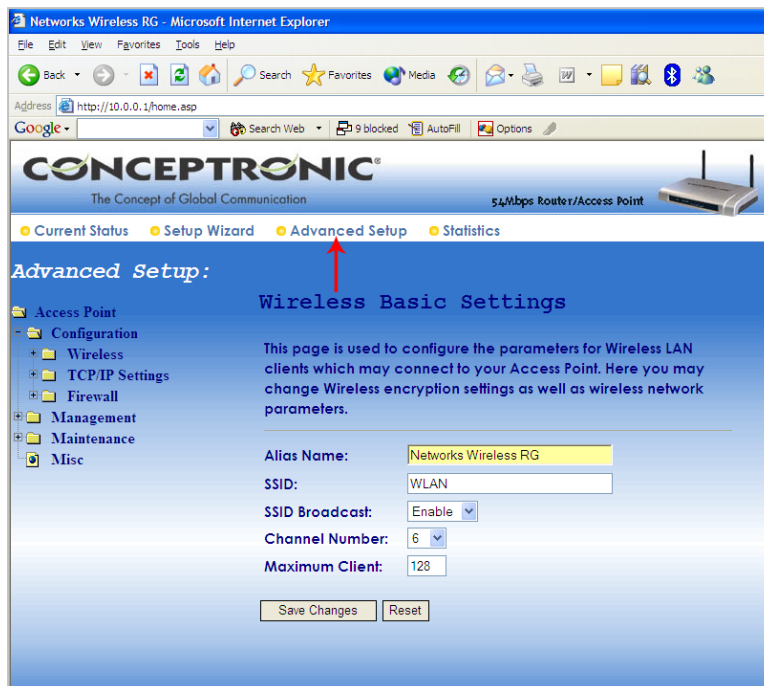 Networks Wireless RG - Microsoft Internet Explorer
File Edit View Favorites Tools Help
Back Search Favorites Media
Address http://10.0.0.1/home.asp
Google Search Web 9 blocked AutoFill Options
CONCEPTRONIC®
The Concept of Global Communication
54Mbps Router/Access Point
Current Status Setup Wizard Advanced Setup Statistics
Advanced Setup:
Access Point
Configuration
Wireless
TCP/IP Settings
Firewall
Management
Maintenance
Misc
Wireless Basic Settings
This page is used to configure the parameters for Wireless LAN
clients which may connect to your Access Point. Here you may
change Wireless encryption settings as well as wireless network
parameters.
Alias Name: Networks Wireless RG
SSID: WLAN
SSID Broadcast: Enable
Channel Number: 6
Maximum Client: 128
Save Changes Reset